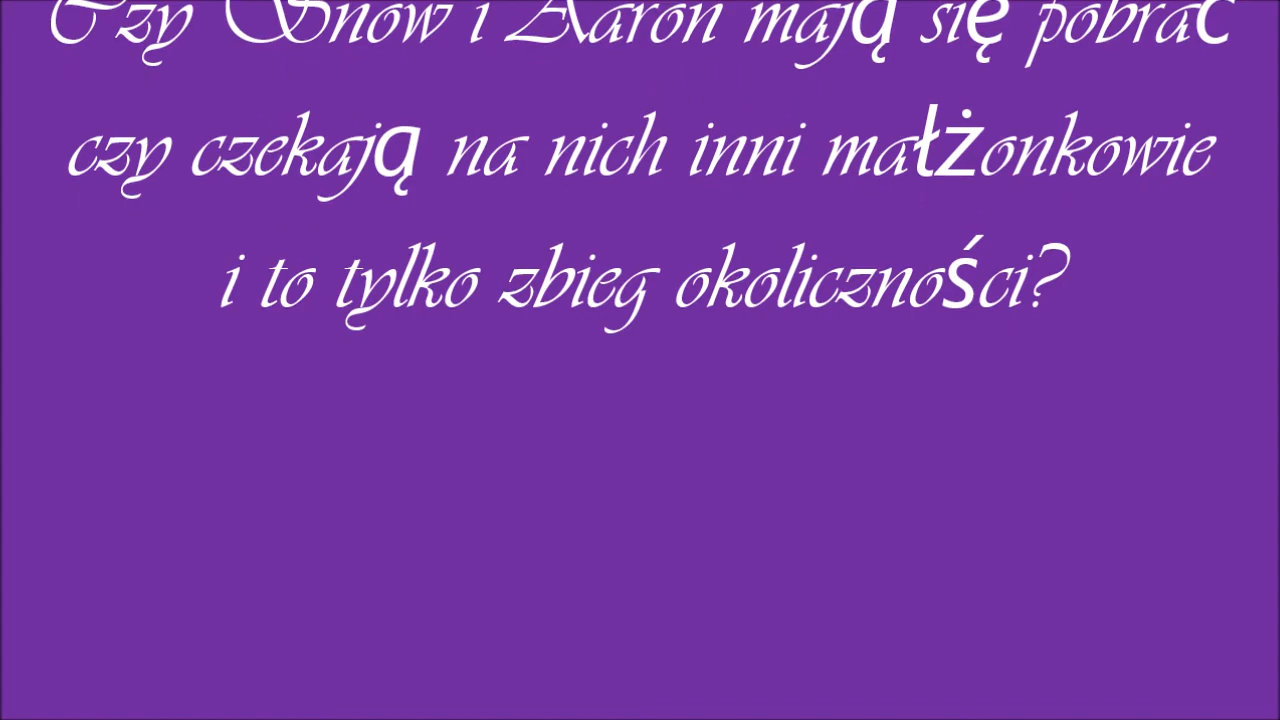 Czy Snow i Aaron mają się pobrać
czy czekają na nich inni małżonkowie
i to tylko zbieg okoliczności?